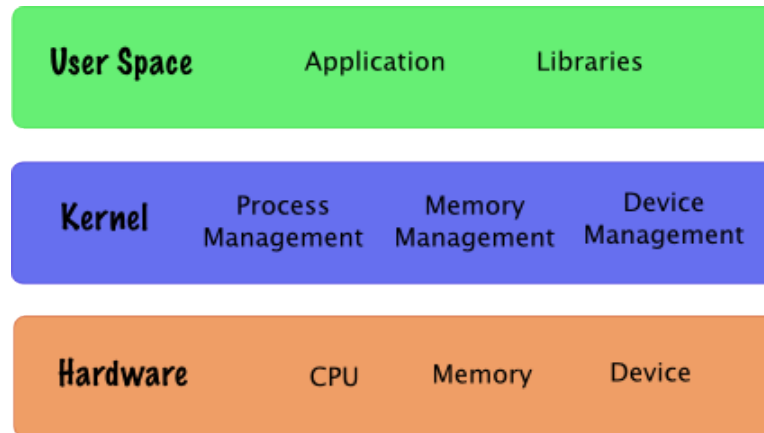 User Space Application Libraries
Kernel Process Management Memory Management Device Management
Hardware CPU Memory Device